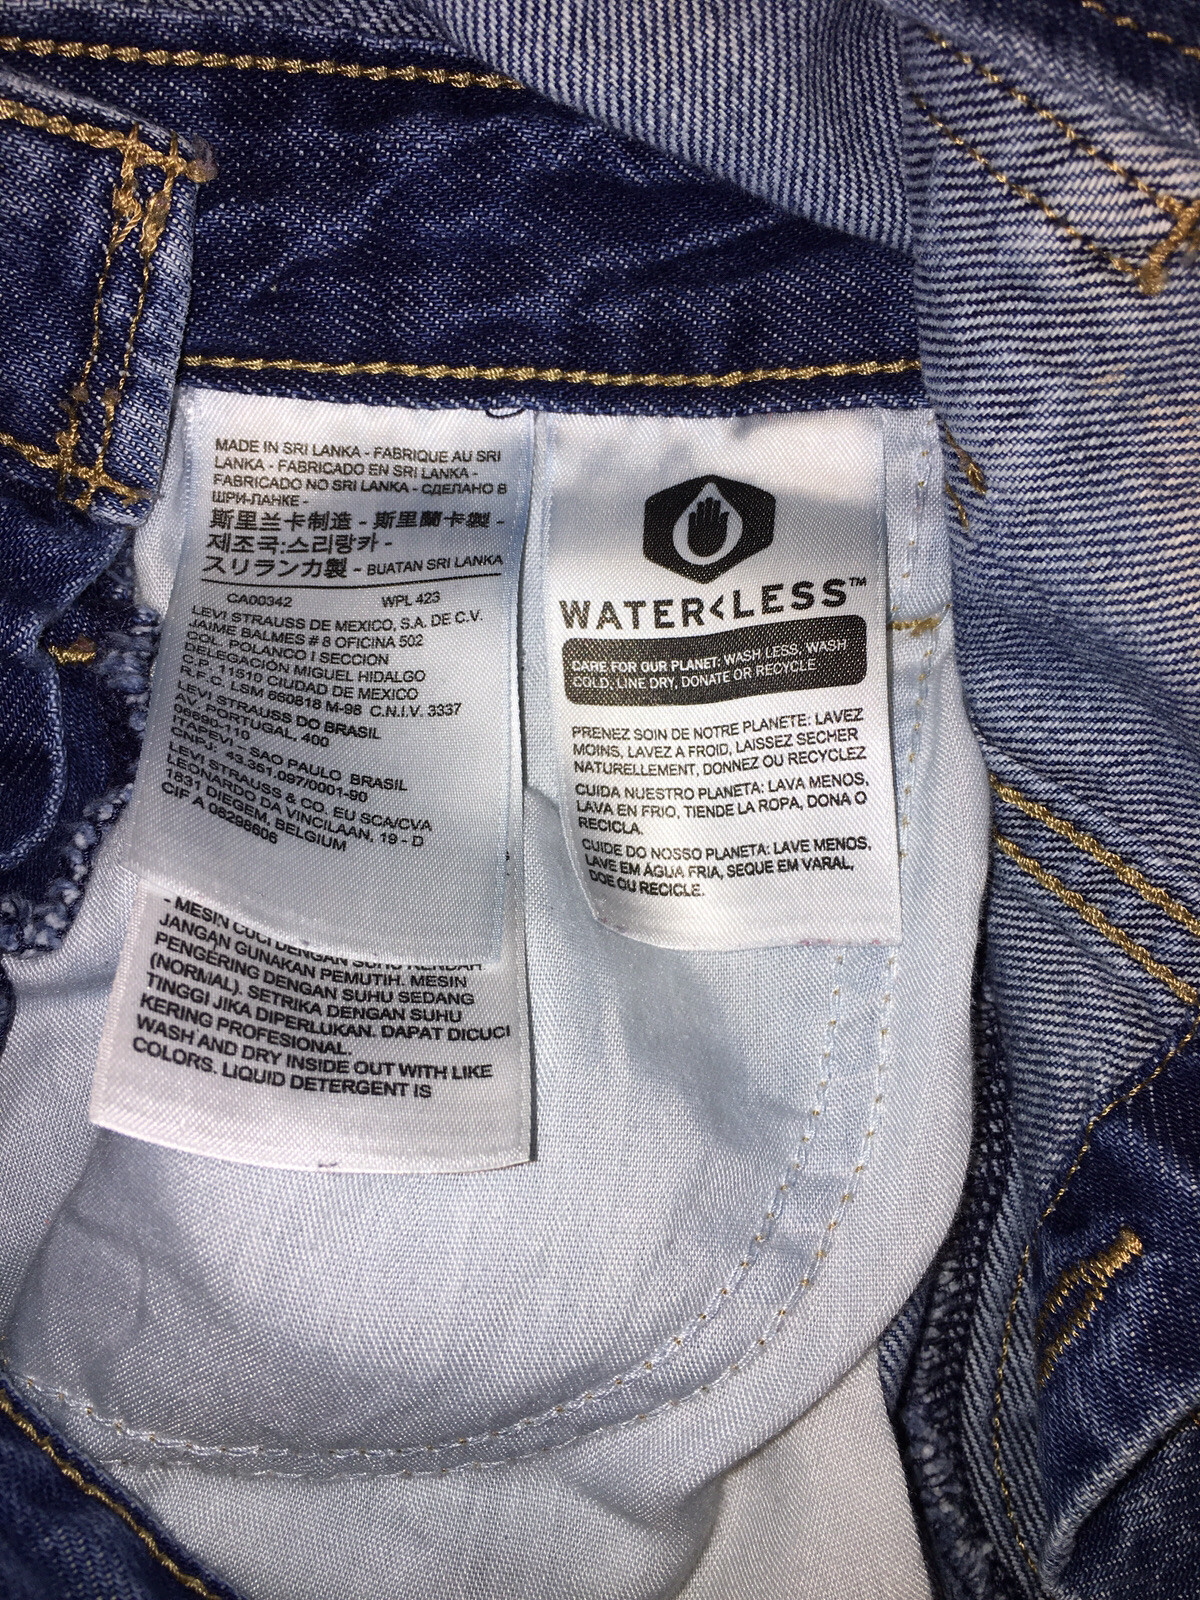 MADE IN SRI LANKA - FABRIQUE AU SRI
LANKA - FABRICADO EN SRI LANKA -
FABRICADO NO SRI LANKA - СДЕЛАНО В
ШРИ-ЛАНКЕ -
斯里兰卡制造 - 斯里蘭卡製 -
제조국:스리랑카 -
スリランカ製 - BUATAN SRI LANKA
CA00342 WPL 423
LEVI STRAUSS DE MEXICO, S.A. DE C.V.
JAIME BALMES # 8 OFICINA 502
COL. POLANCO I SECCION
DELEGACIÓN MIGUEL HIDALGO
C.P. 11510 CIUDAD DE MEXICO
R.F.C. LSM 660818 M-98 C.N.I.V. 3337
LEVI STRAUSS DO BRASIL
AV. PORTUGAL, 400
06690-110
ITAPEVI - SAO PAULO BRASIL
CNPJ: 43.351.097/0001-90
LEVI STRAUSS & CO. EU SCA/CVA
LEONARDO DA VINCILAAN, 19 - D
1831 DIEGEM, BELGIUM
CIF A 08298606
- MESIN CUCI DENGAN SUHU RENDAH
JANGAN GUNAKAN PEMUTIH. MESIN
PENGERING DENGAN SUHU SEDANG
(NORMAL). SETRIKA DENGAN SUHU
TINGGI JIKA DIPERLUKAN. DAPAT DICUCI
KERING PROFESIONAL.
WASH AND DRY INSIDE OUT WITH LIKE
COLORS. LIQUID DETERGENT IS
WATER<LESS™
CARE FOR OUR PLANET: WASH LESS, WASH
COLD, LINE DRY, DONATE OR RECYCLE
PRENEZ SOIN DE NOTRE PLANETE: LAVEZ
MOINS, LAVEZ A FROID, LAISSEZ SECHER
NATURELLEMENT, DONNEZ OU RECYCLEZ
CUIDA NUESTRO PLANETA: LAVA MENOS,
LAVA EN FRIO, TIENDE LA ROPA, DONA O
RECICLA.
CUIDE DO NOSSO PLANETA: LAVE MENOS,
LAVE EM ÁGUA FRIA, SEQUE EM VARAL,
DOE OU RECICLE.